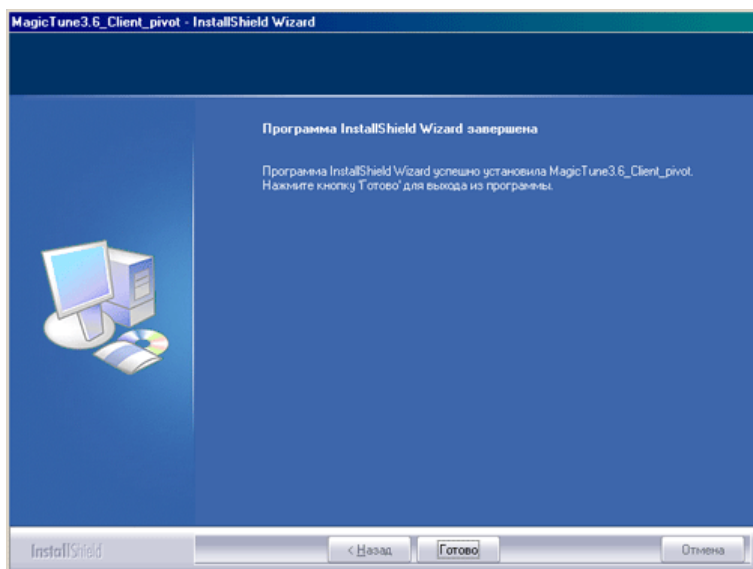 MagicTune3.6_Client_pivot - InstallShield Wizard
Программа InstallShield Wizard завершена
Программа InstallShield Wizard успешно установила MagicTune3.6_Client_pivot.
Нажмите кнопку 'Готово' для выхода из программы.
InstallShield
< Назад
Готово
Отмена